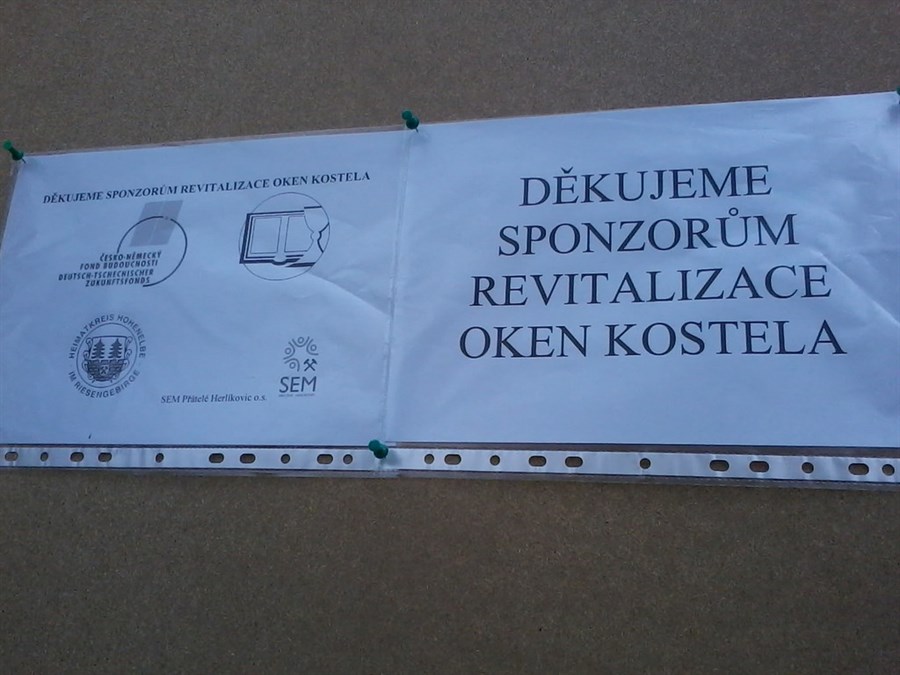 DĚKUJEME SPONZORŮM REVITALIZACE OKEN KOSTELA
ČESKO-NĚMECKÝ
FOND BUDOUCNOSTI
DEUTSCH-TSCHECHISCHER
ZUKUNFTSFONDS
HEIMATKREIS HOHENELBE
IM RIESENGEBIRGE
SEM Přátelé Herlíkovic o.s.
SEM
DĚKUJEME
SPONZORŮM
REVITALIZACE
OKEN KOSTELA